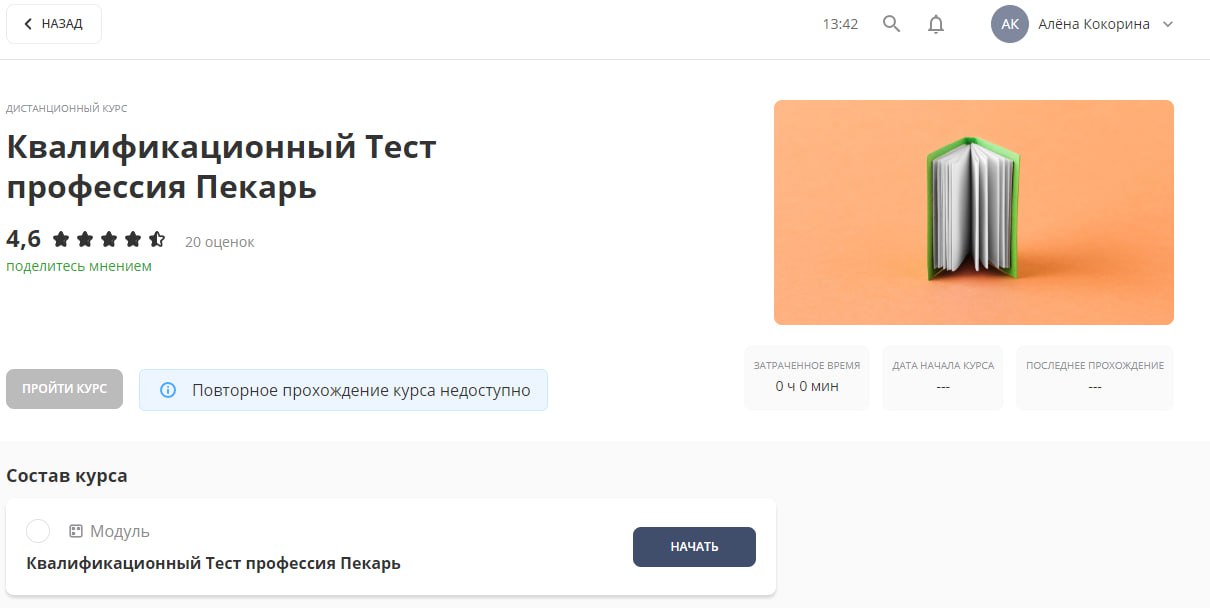 НАЗАД
13:42
АК
Алёна Кокорина
ДИСТАНЦИОННЫЙ КУРС
Квалификационный Тест
профессия Пекарь
4,6
20 оценок
поделитесь мнением
ПРОЙТИ КУРС
Повторное прохождение курса недоступно
ЗАТРАЧЕННОЕ ВРЕМЯ
0 ч 0 мин
ДАТА НАЧАЛА КУРСА
---
ПОСЛЕДНЕЕ ПРОХОЖДЕНИЕ
---
Состав курса
Модуль
Квалификационный Тест профессия Пекарь
НАЧАТЬ